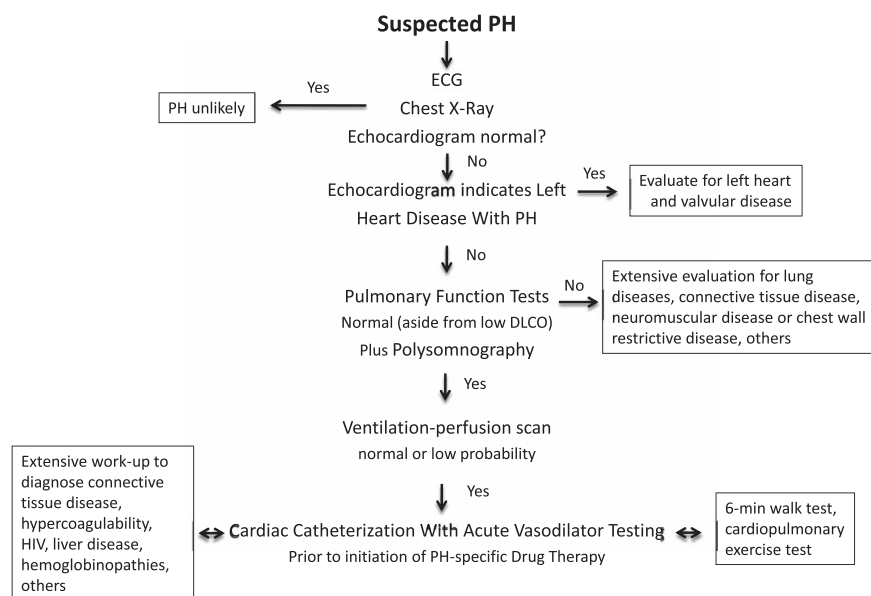 Suspected PH
ECG
Yes
PH unlikely
Chest X-Ray
Echocardiogram normal?
No
Echocardiogram indicates Left
Heart Disease With PH
Yes
Evaluate for left heart
and valvular disease
No
Pulmonary Function Tests
Normal (aside from low DLCO)
Plus Polysomnography
No
Extensive evaluation for lung
diseases, connective tissue disease,
neuromuscular disease or chest wall
restrictive disease, others
Yes
Ventilation-perfusion scan
normal or low probability
Yes
Extensive work-up to
diagnose connective
tissue disease,
hypercoagulability,
HIV, liver disease,
hemoglobinopathies,
others
Cardiac Catheterization With Acute Vasodilator Testing
Prior to initiation of PH-specific Drug Therapy
6-min walk test,
cardiopulmonary
exercise test